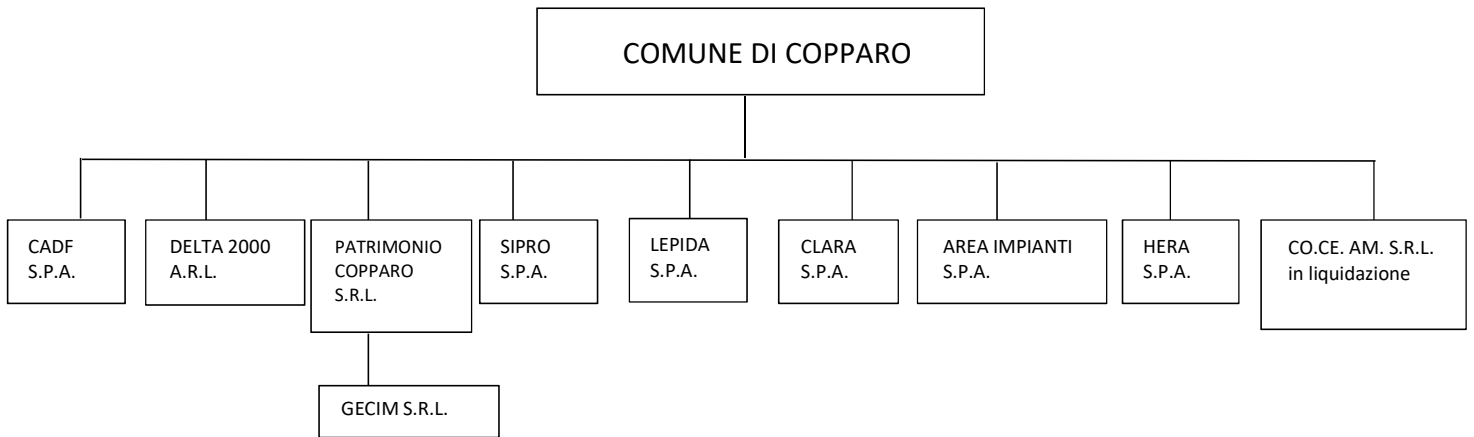 COMUNE DI COPPARO
CADF
S.P.A.
DELTA 2000
A.R.L.
PATRIMONIO
COPPARO
S.R.L.
SIPRO
S.P.A.
LEPIDA
S.P.A.
CLARA
S.P.A.
AREA IMPIANTI
S.P.A.
HERA
S.P.A.
CO.CE. AM. S.R.L.
in liquidazione
GECIM S.R.L.